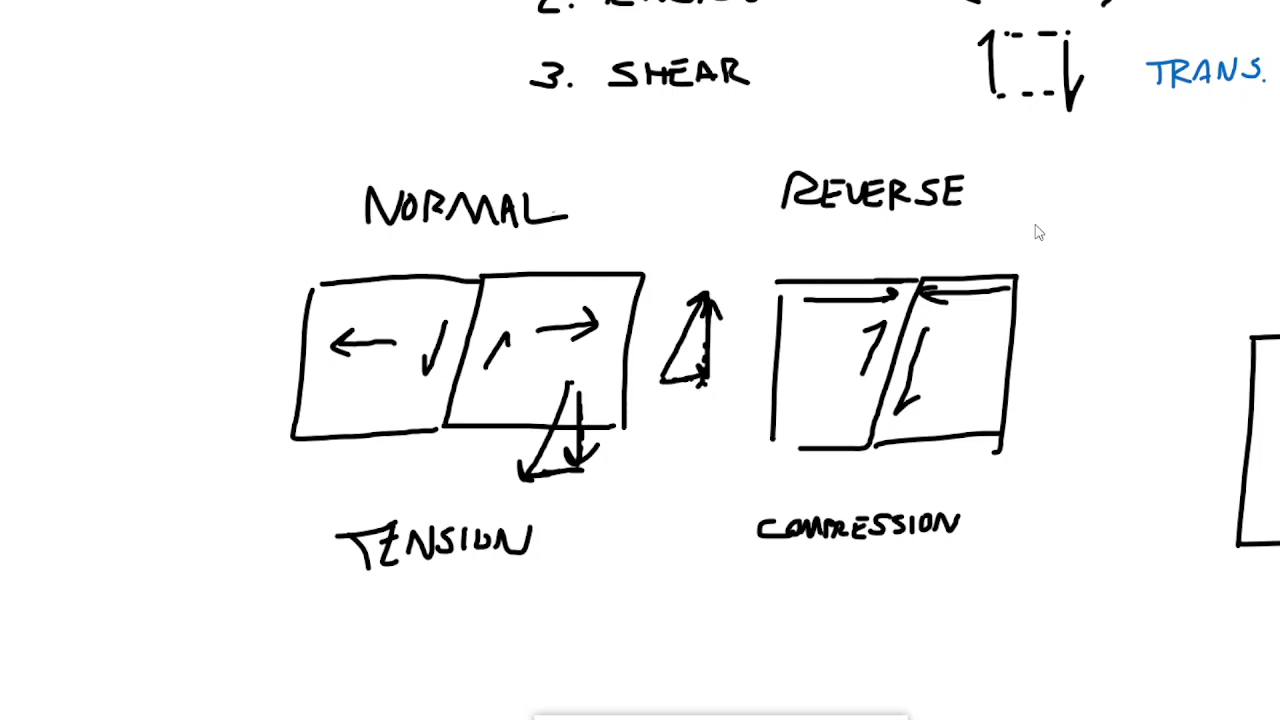 3. SHEAR
TRANS.
NORMAL
REVERSE
TENSION
COMPRESSION